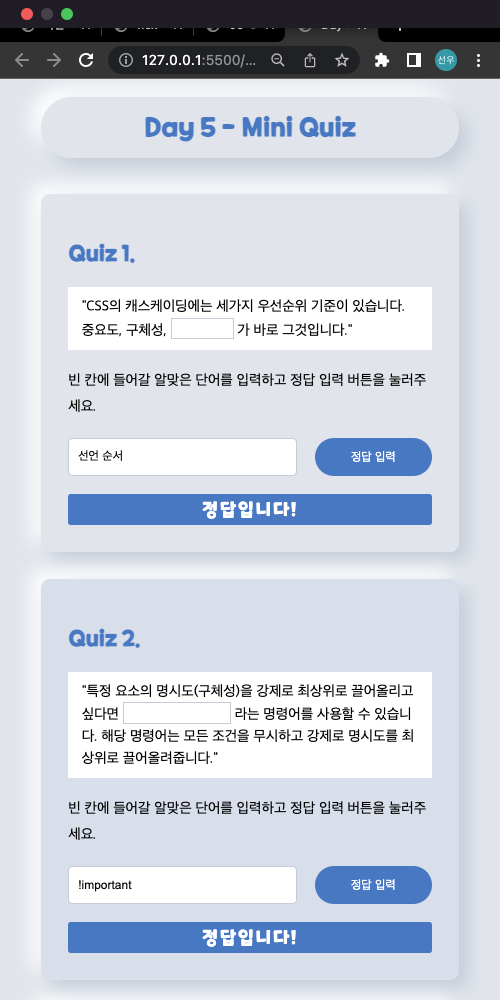 127.0.0.1:5500/...
선우
Day 5 - Mini Quiz
Quiz 1.
"CSS의 캐스케이딩에는 세가지 우선순위 기준이 있습니다.
중요도, 구체성, 가 바로 그것입니다."
빈 칸에 들어갈 알맞은 단어를 입력하고 정답 입력 버튼을 눌러주
세요.
선언 순서 정답 입력
정답입니다!
Quiz 2.
"특정 요소의 명시도(구체성)을 강제로 최상위로 끌어올리고
싶다면 라는 명령어를 사용할 수 있습니
다. 해당 명령어는 모든 조건을 무시하고 강제로 명시도를 최
상위로 끌어올려줍니다."
빈 칸에 들어갈 알맞은 단어를 입력하고 정답 입력 버튼을 눌러주
세요.
!important 정답 입력
정답입니다!